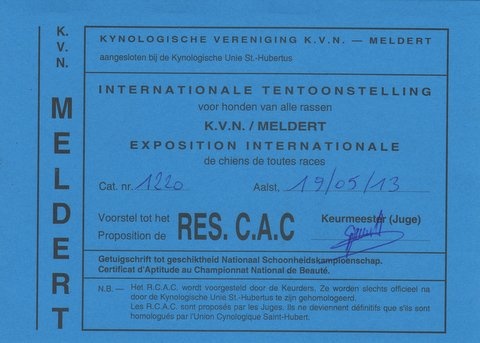 K.
V.
N.
MELDERT
KYNOLOGISCHE VERENIGING K.V.N. — MELDERT
aangesloten bij de Kynologische Unie St.-Hubertus
INTERNATIONALE TENTOONSTELLING
voor honden van alle rassen
K.V.N. / MELDERT
EXPOSITION INTERNATIONALE
de chiens de toutes races
Cat. nr. 1220 Aalst, 19/05/13
Voorstel tot het
Proposition de
RES. C.A.C
Keurmeester (Juge)
Getuigschrift tot geschiktheid Nationaal Schoonheidskampioenschap.
Certificat d'Aptitude au Championnat National de Beauté.
N.B. — Het R.C.A.C. wordt voorgesteld door de Keurders, Ze worden slechts officieel na
door de Kynologische Unie St.-Hubertus te zijn gehomologeerd.
Les R.C.A.C. sont proposés par les Juges. Ils ne deviennent définitifs que s'ils sont
homologués par l'Union Cynologique Saint-Hubert.